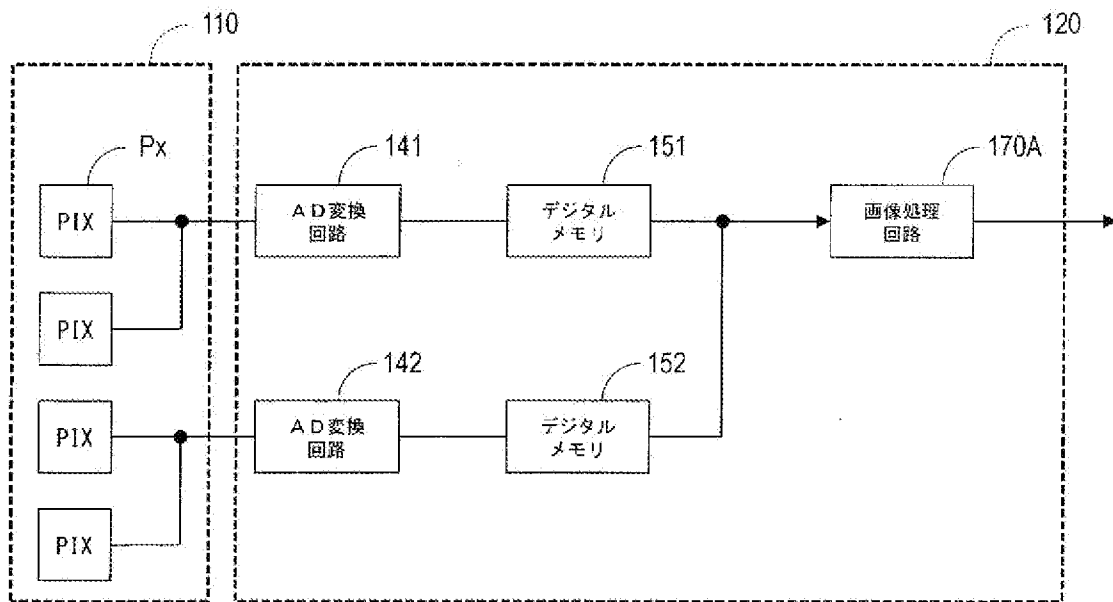 110
120
Px
141
151
170A
PIX
AD変換
回路
デジタル
メモリ
画像処理
回路
PIX
142
152
PIX
AD変換
回路
デジタル
メモリ
PIX